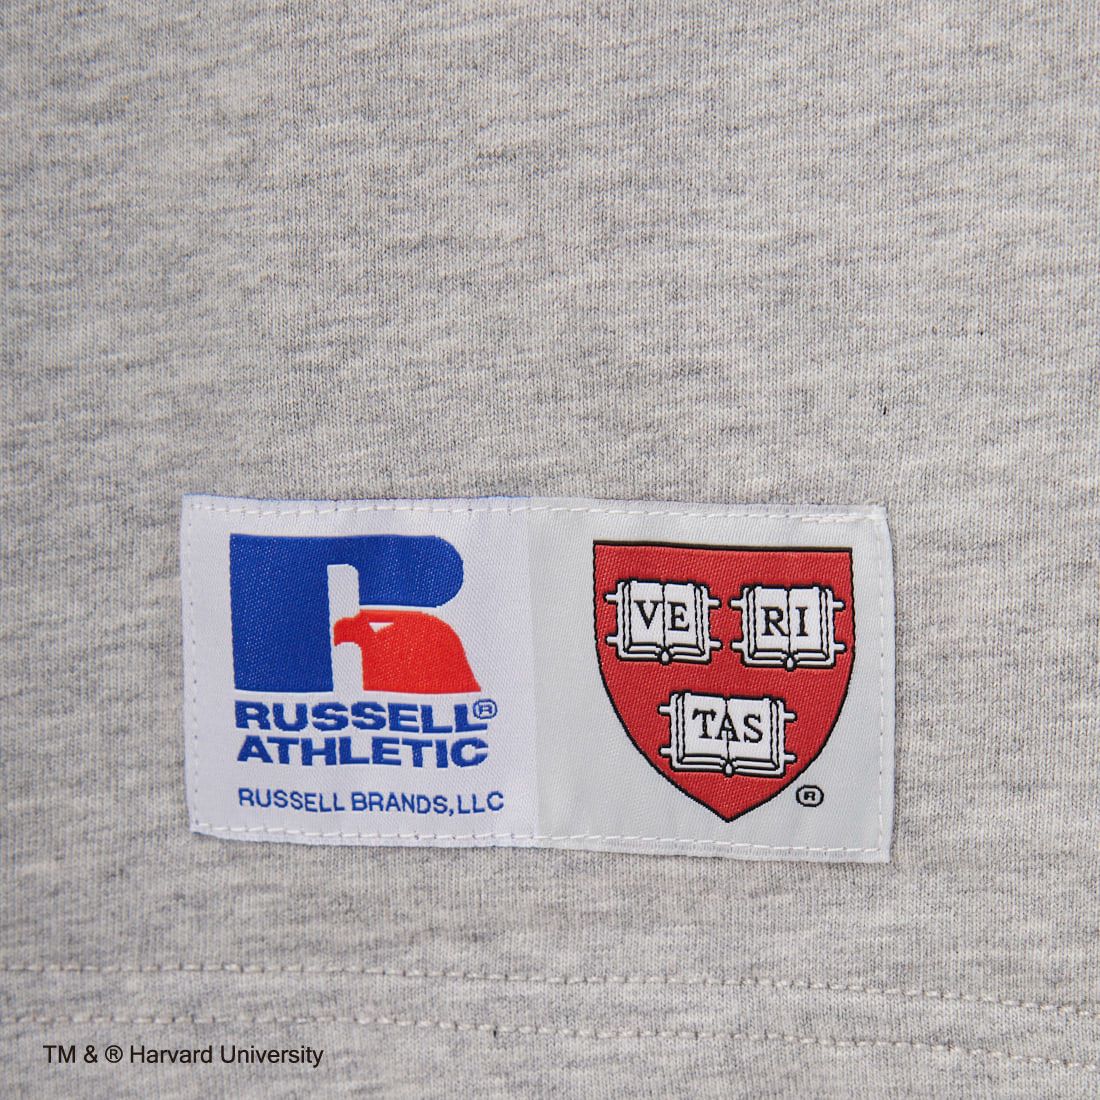 RUSSELL®
ATHLETIC
RUSSELL BRANDS, LLC
VE
RI
TAS
®
TM & ® Harvard University